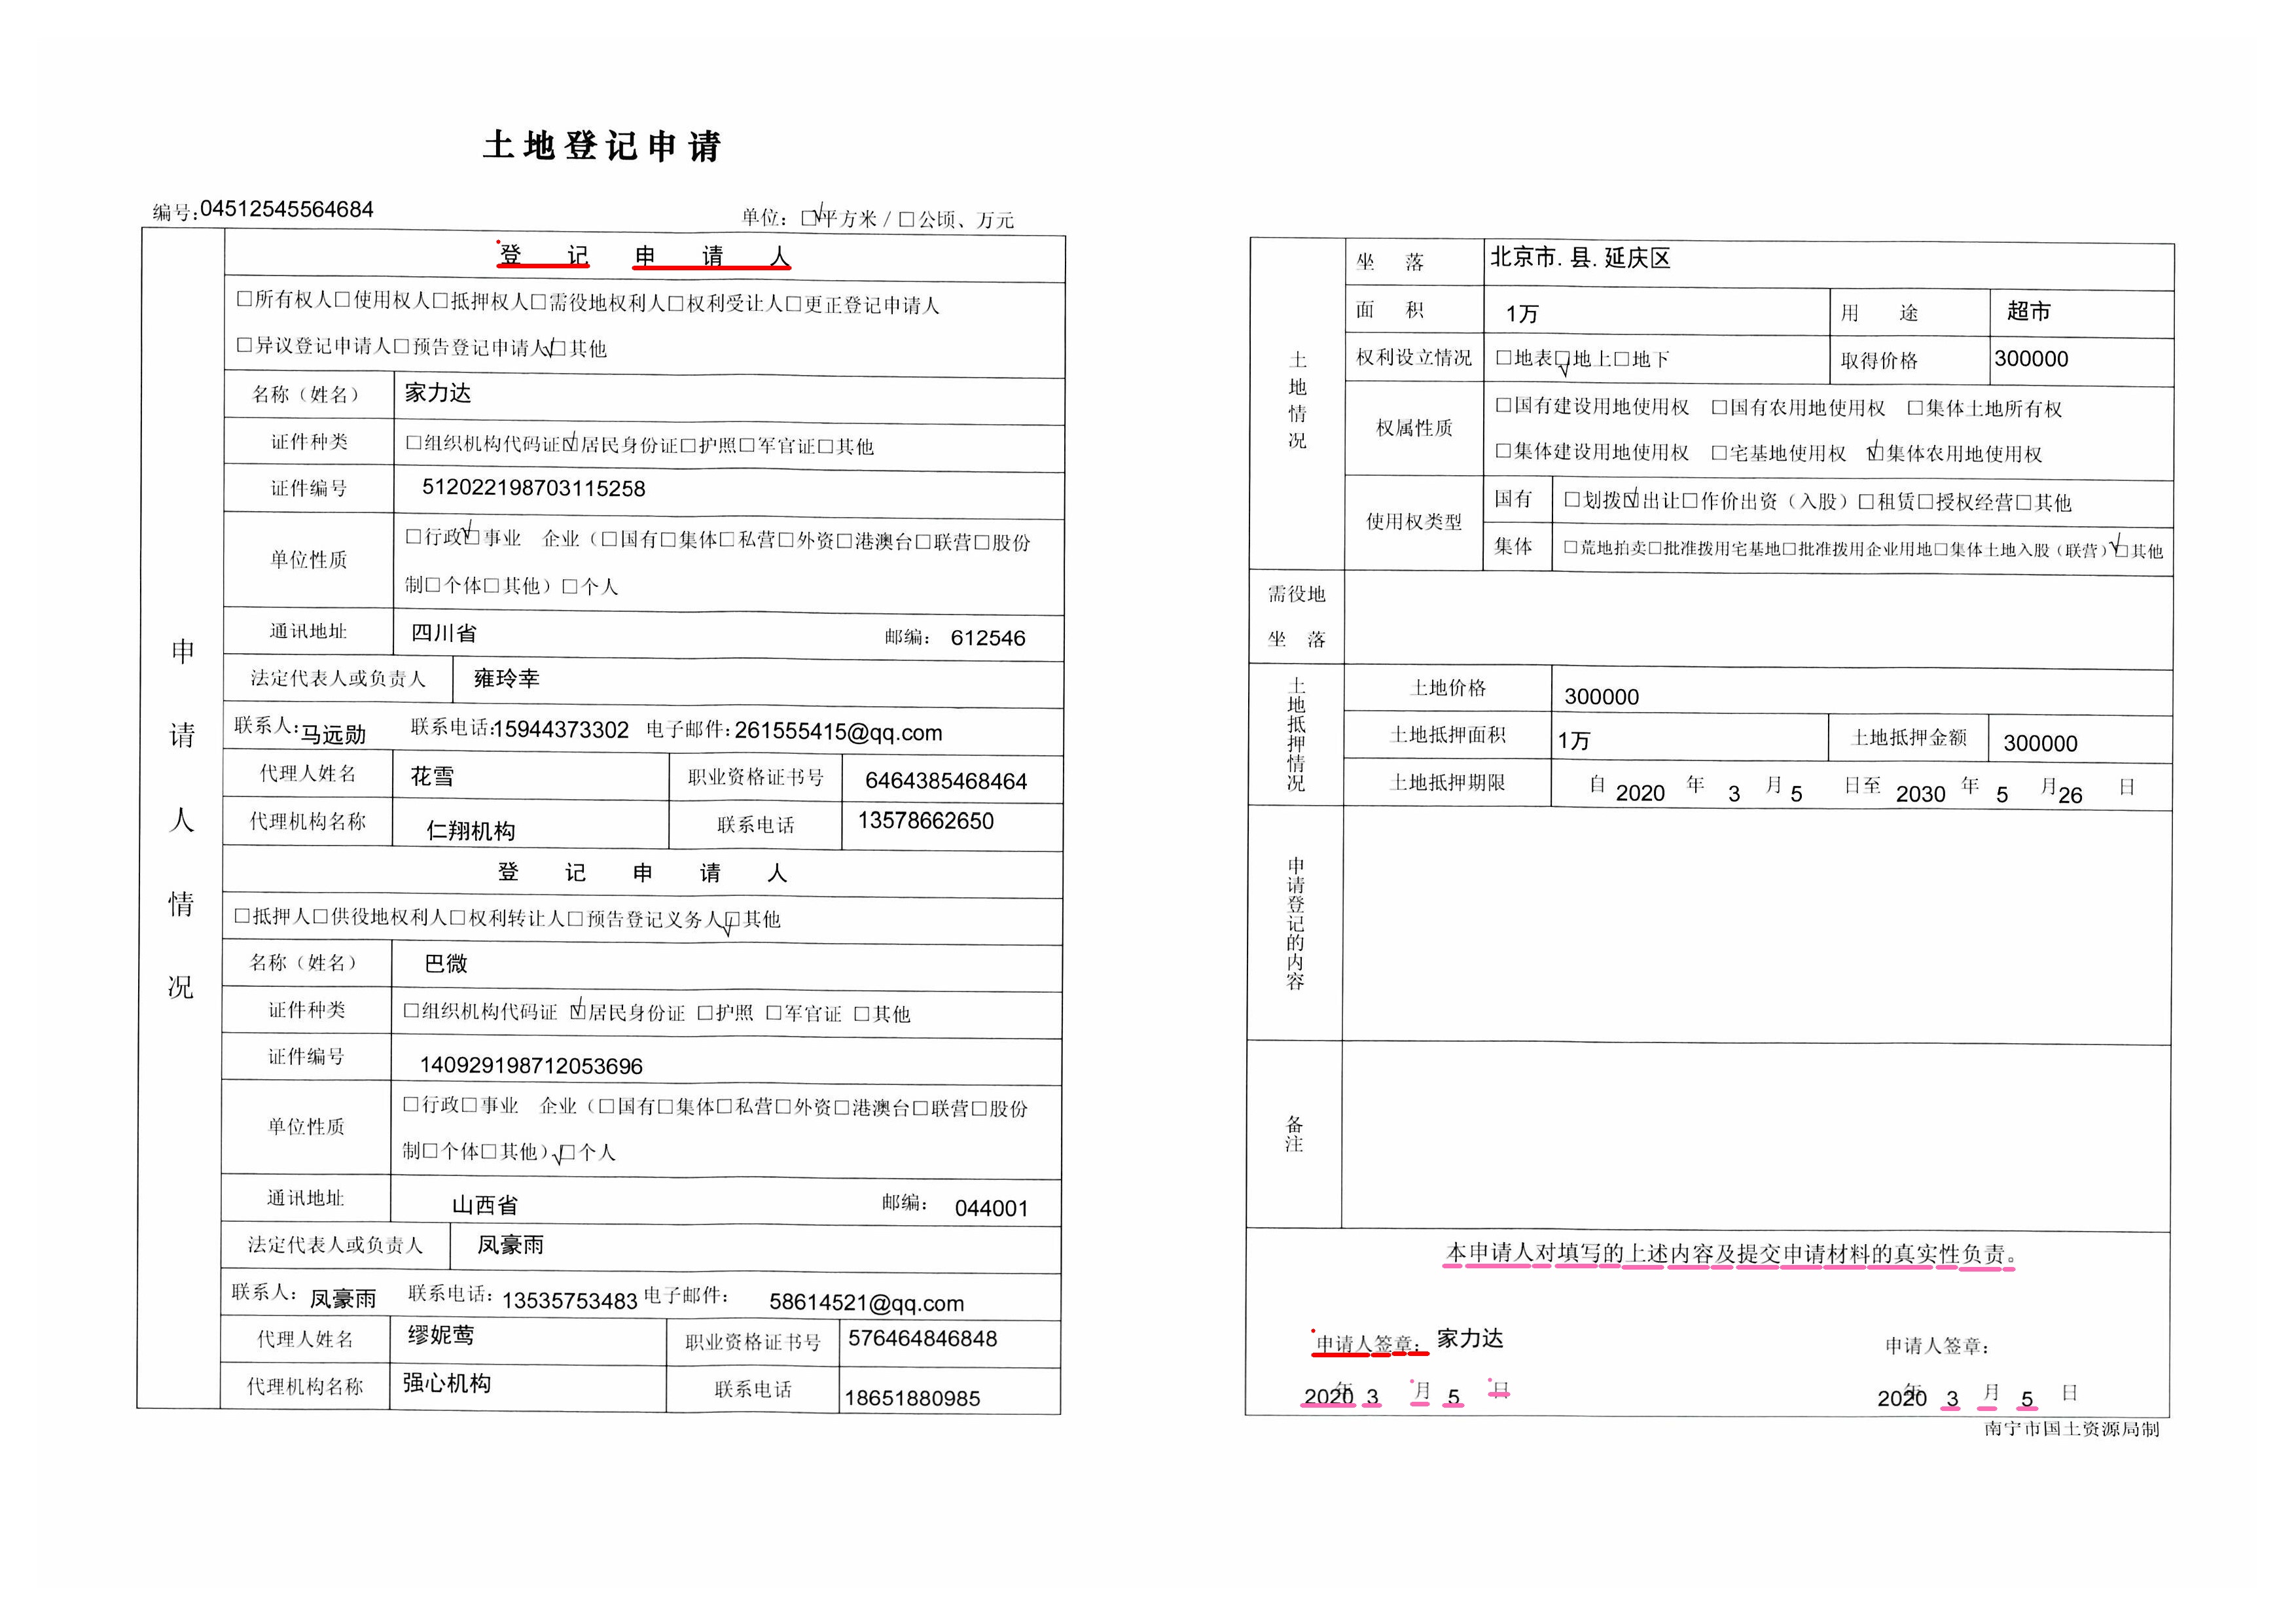 土地登记申请
编号:04512545564684 单位：☑平方米/□公顷、万元
登 记 申 请 人
□所有权人□使用权人□抵押权人□需役地权利人□权利受让人□更正登记申请人
□异议登记申请人□预告登记申请人☑其他
名称（姓名） 家力达
证件种类 □组织机构代码证☑居民身份证□护照□军官证□其他
证件编号 512022198703115258
单位性质 □行政☑事业 企业（□国有□集体□私营□外资□港澳台□联营□股份
制□个体□其他）□个人
通讯地址 四川省 邮编： 612546
法定代表人或负责人 雍玲幸
联系人:马远勋 联系电话:15944373302 电子邮件:261555415@qq.com
代理人姓名 花雪 职业资格证书号 6464385468464
代理机构名称 仁翔机构 联系电话 13578662650
登 记 申 请 人
□抵押人□供役地权利人□权利转让人□预告登记义务人☑其他
名称（姓名） 巴微
证件种类 □组织机构代码证 ☑居民身份证 □护照 □军官证 □其他
证件编号 140929198712053696
单位性质 □行政□事业 企业（□国有□集体□私营□外资□港澳台□联营□股份
制□个体□其他）☑个人
通讯地址 山西省 邮编： 044001
法定代表人或负责人 凤豪雨
联系人：凤豪雨 联系电话：13535753483 电子邮件： 58614521@qq.com
代理人姓名 缪妮莺 职业资格证书号 576464846848
代理机构名称 强心机构 联系电话 18651880985
申请人情况
土地情况
坐 落 北京市.县.延庆区
面 积 1万 用 途 超市
权利设立情况 □地表☑地上□地下 取得价格 300000
权属性质 □国有建设用地使用权 □国有农用地使用权 □集体土地所有权
□集体建设用地使用权 □宅基地使用权 ☑集体农用地使用权
使用权类型 国有 □划拨☑出让□作价出资（入股）□租赁□授权经营□其他
集体 □荒地拍卖□批准拨用宅基地□批准拨用企业用地□集体土地入股（联营）☑其他
需役地
坐 落
土地抵押情况
土地价格 300000
土地抵押面积 1万 土地抵押金额 300000
土地抵押期限 自 2020 年 3 月 5 日至 2030 年 5 月 26 日
申请登记的内容
备注
本申请人对填写的上述内容及提交申请材料的真实性负责。
申请人签章：家力达 申请人签章：
2020 年 3 月 5 日 2020 年 3 月 5 日
南宁市国土资源局制